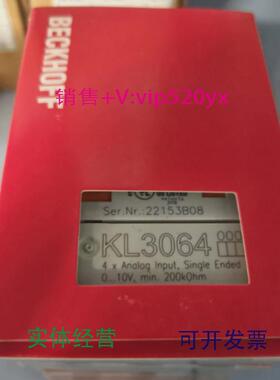 BECKHOFF
销售+V:vip520yx
Ser.Nr.:22153B08
KL3064
4 x Analog Input, Single Ended
0...10V, min. 200kOhm
实体经营
可开发票